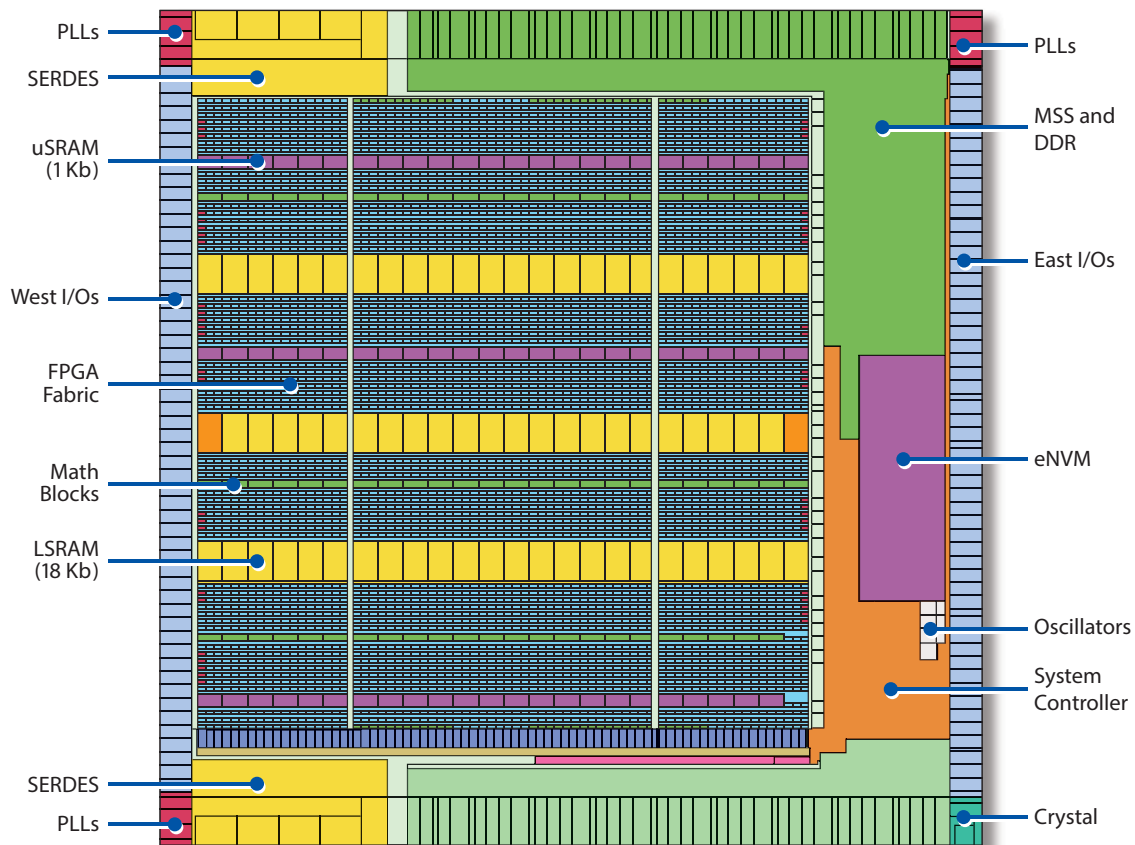 PLLs
SERDES
uSRAM
(1 Kb)
West I/Os
FPGA
Fabric
Math
Blocks
LSRAM
(18 Kb)
SERDES
PLLs
PLLs
MSS and
DDR
East I/Os
eNVM
Oscillators
System
Controller
Crystal